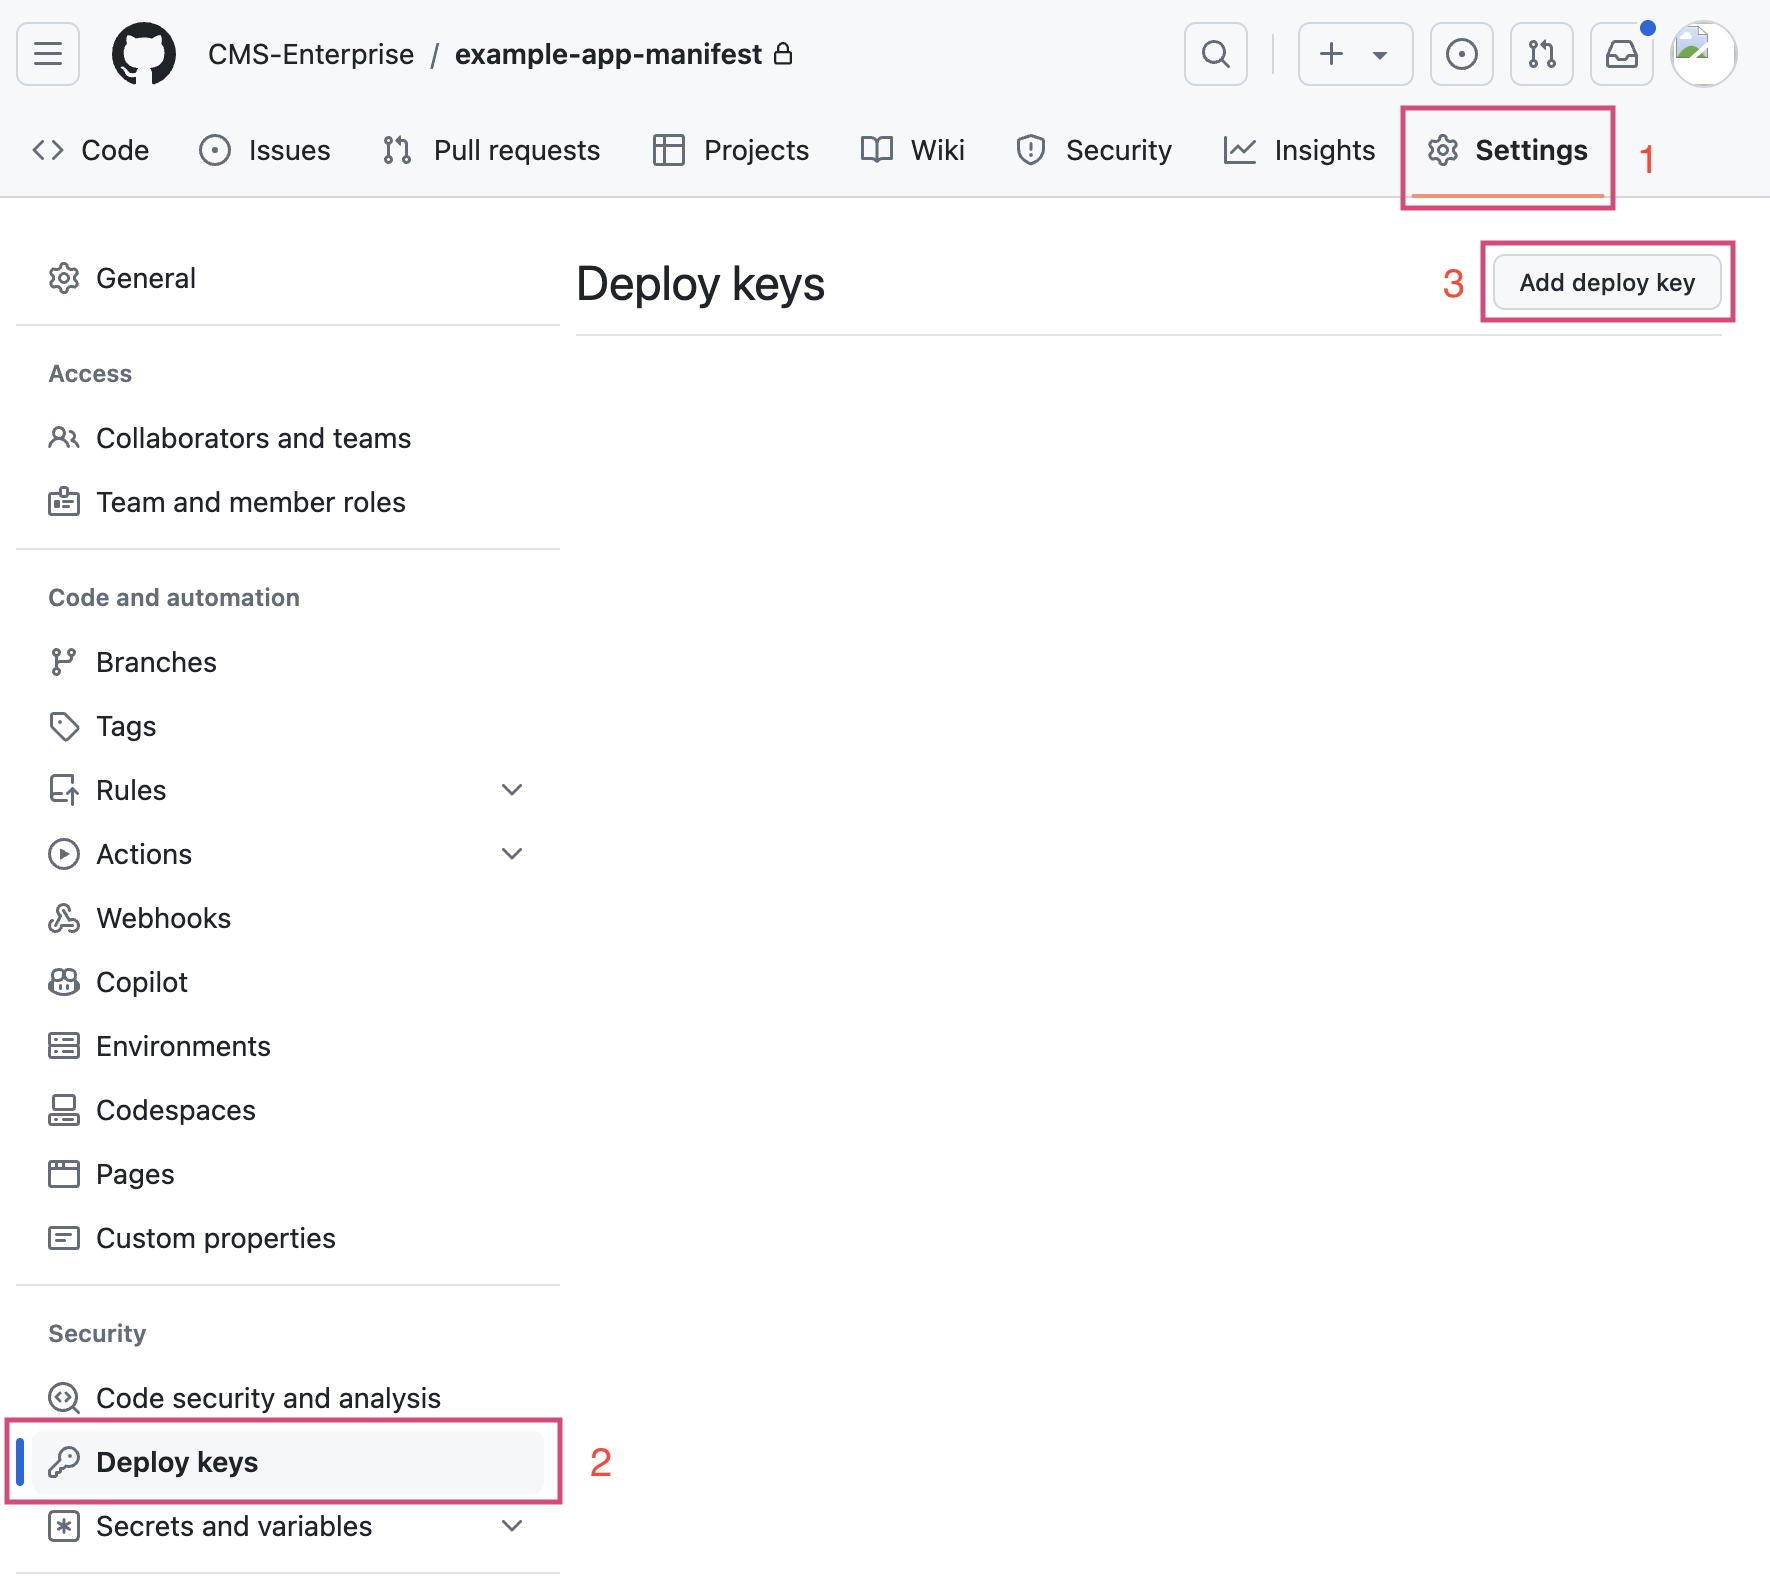 CMS-Enterprise / example-app-manifest
Code Issues Pull requests Projects Wiki Security Insights Settings 1
General
Deploy keys
3 Add deploy key
Access
Collaborators and teams
Team and member roles
Code and automation
Branches
Tags
Rules
Actions
Webhooks
Copilot
Environments
Codespaces
Pages
Custom properties
Security
Code security and analysis
Deploy keys 2
Secrets and variables